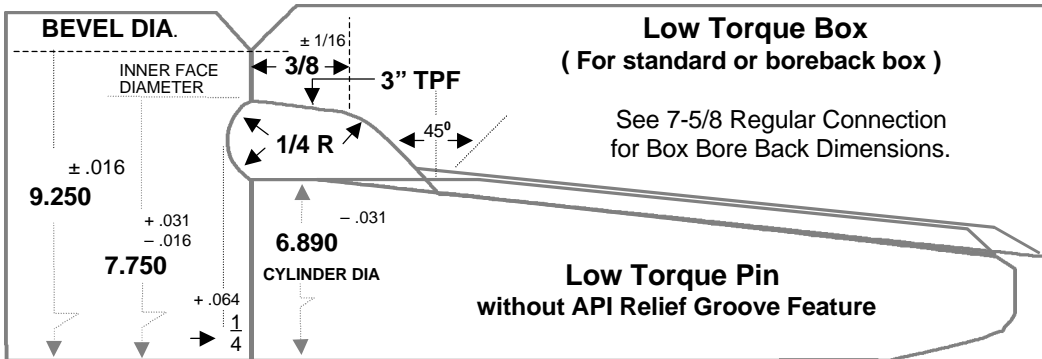 BEVEL DIA.
Low Torque Box
( For standard or boreback box )
± 1/16
3/8
INNER FACE
DIAMETER
3” TPF
See 7-5/8 Regular Connection
for Box Bore Back Dimensions.
45⁰
1/4 R
± .016
9.250
+ .031
– .016
7.750
– .031
6.890
CYLINDER DIA
Low Torque Pin
without API Relief Groove Feature
+ .064
1
4